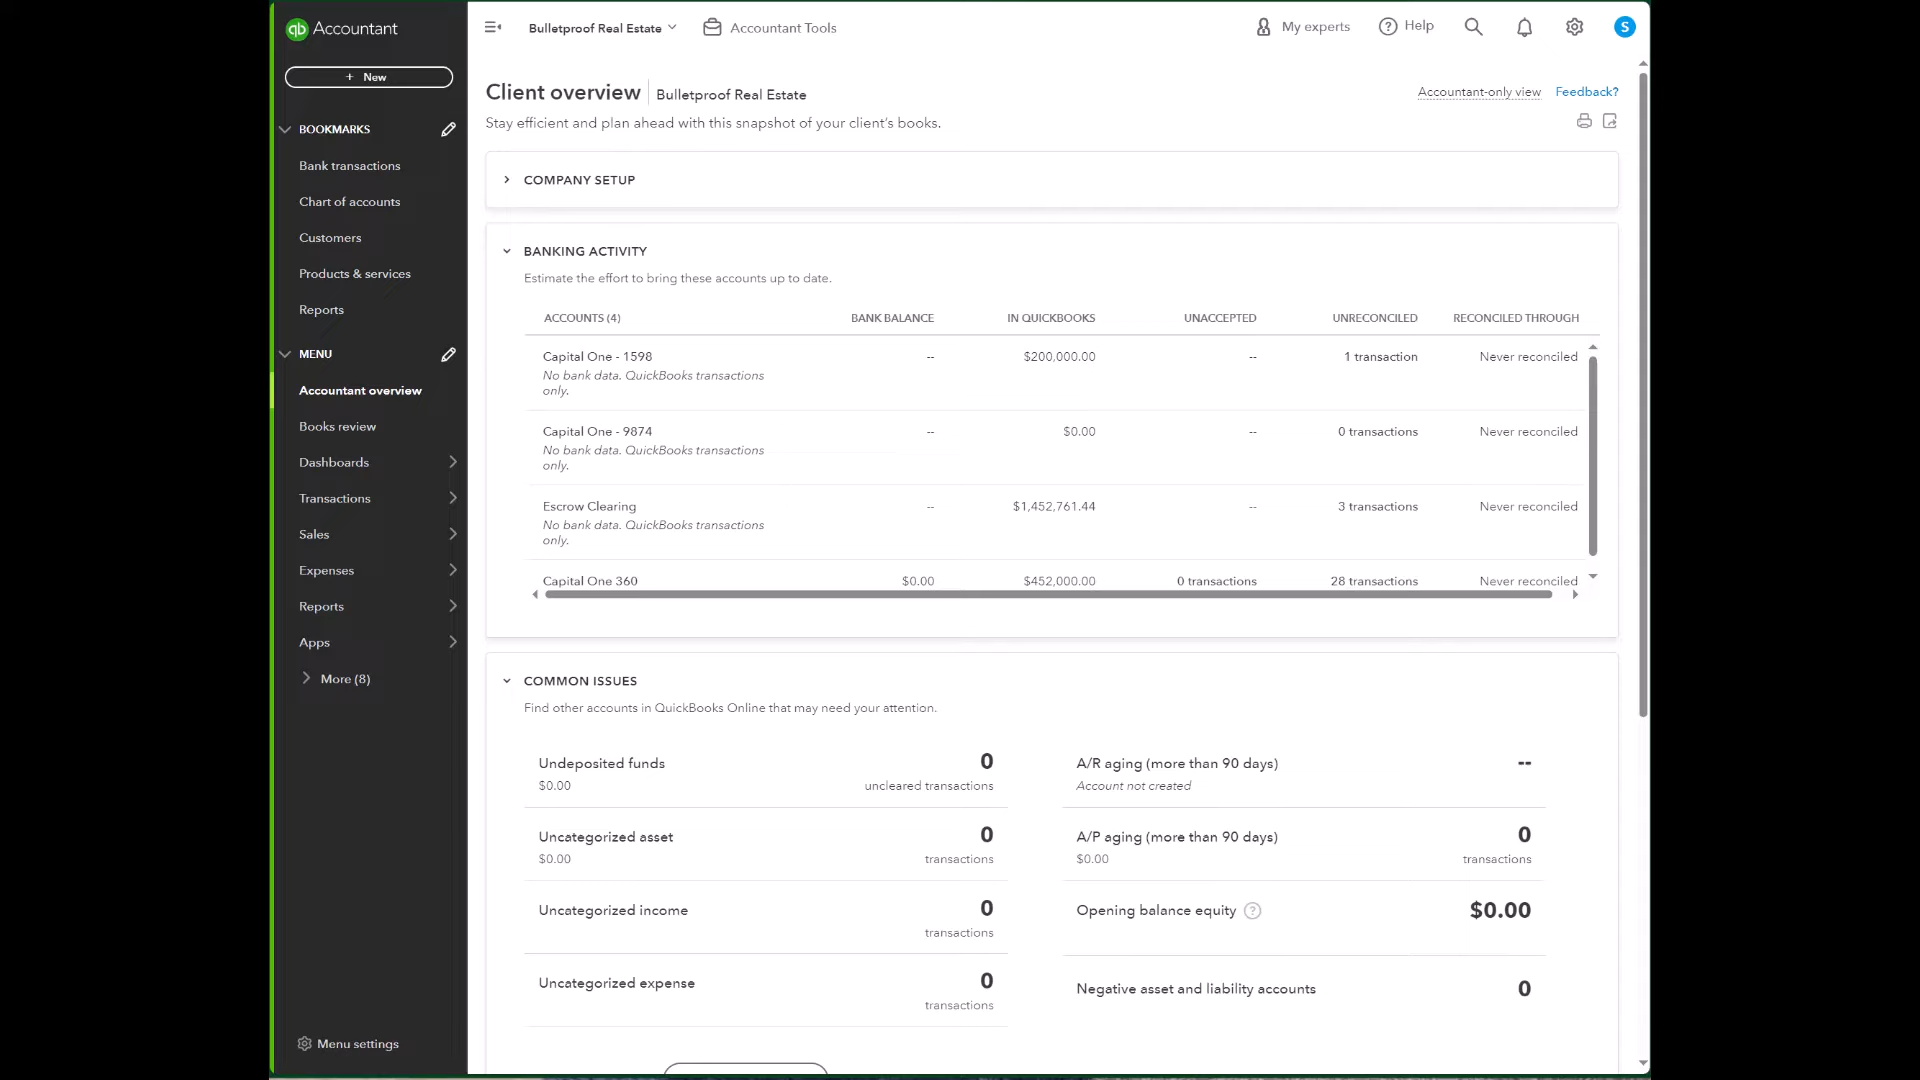 qb Accountant
+ New
BOOKMARKS
Bank transactions
Chart of accounts
Customers
Products & services
Reports
MENU
Accountant overview
Books review
Dashboards
Transactions
Sales
Expenses
Reports
Apps
More (8)
Menu settings
Bulletproof Real Estate
Accountant Tools
My experts
? Help
S
Client overview
Bulletproof Real Estate
Accountant-only view
Feedback?
Stay efficient and plan ahead with this snapshot of your client's books.
COMPANY SETUP
BANKING ACTIVITY
Estimate the effort to bring these accounts up to date.
ACCOUNTS (4) BANK BALANCE IN QUICKBOOKS UNACCEPTED UNRECONCILED RECONCILED THROUGH
Capital One - 1598 -- $200,000.00 -- 1 transaction Never reconciled
No bank data. QuickBooks transactions
only.
Capital One - 9874 -- $0.00 -- 0 transactions Never reconciled
No bank data. QuickBooks transactions
only.
Escrow Clearing -- $1,452,761.44 -- 3 transactions Never reconciled
No bank data. QuickBooks transactions
only.
Capital One 360 $0.00 $452,000.00 0 transactions 28 transactions Never reconciled
COMMON ISSUES
Find other accounts in QuickBooks Online that may need your attention.
Undeposited funds 0
$0.00 uncleared transactions
Uncategorized asset 0
$0.00 transactions
Uncategorized income 0
transactions
Uncategorized expense 0
transactions
A/R aging (more than 90 days) --
Account not created
A/P aging (more than 90 days) 0
$0.00 transactions
Opening balance equity ? $0.00
Negative asset and liability accounts 0